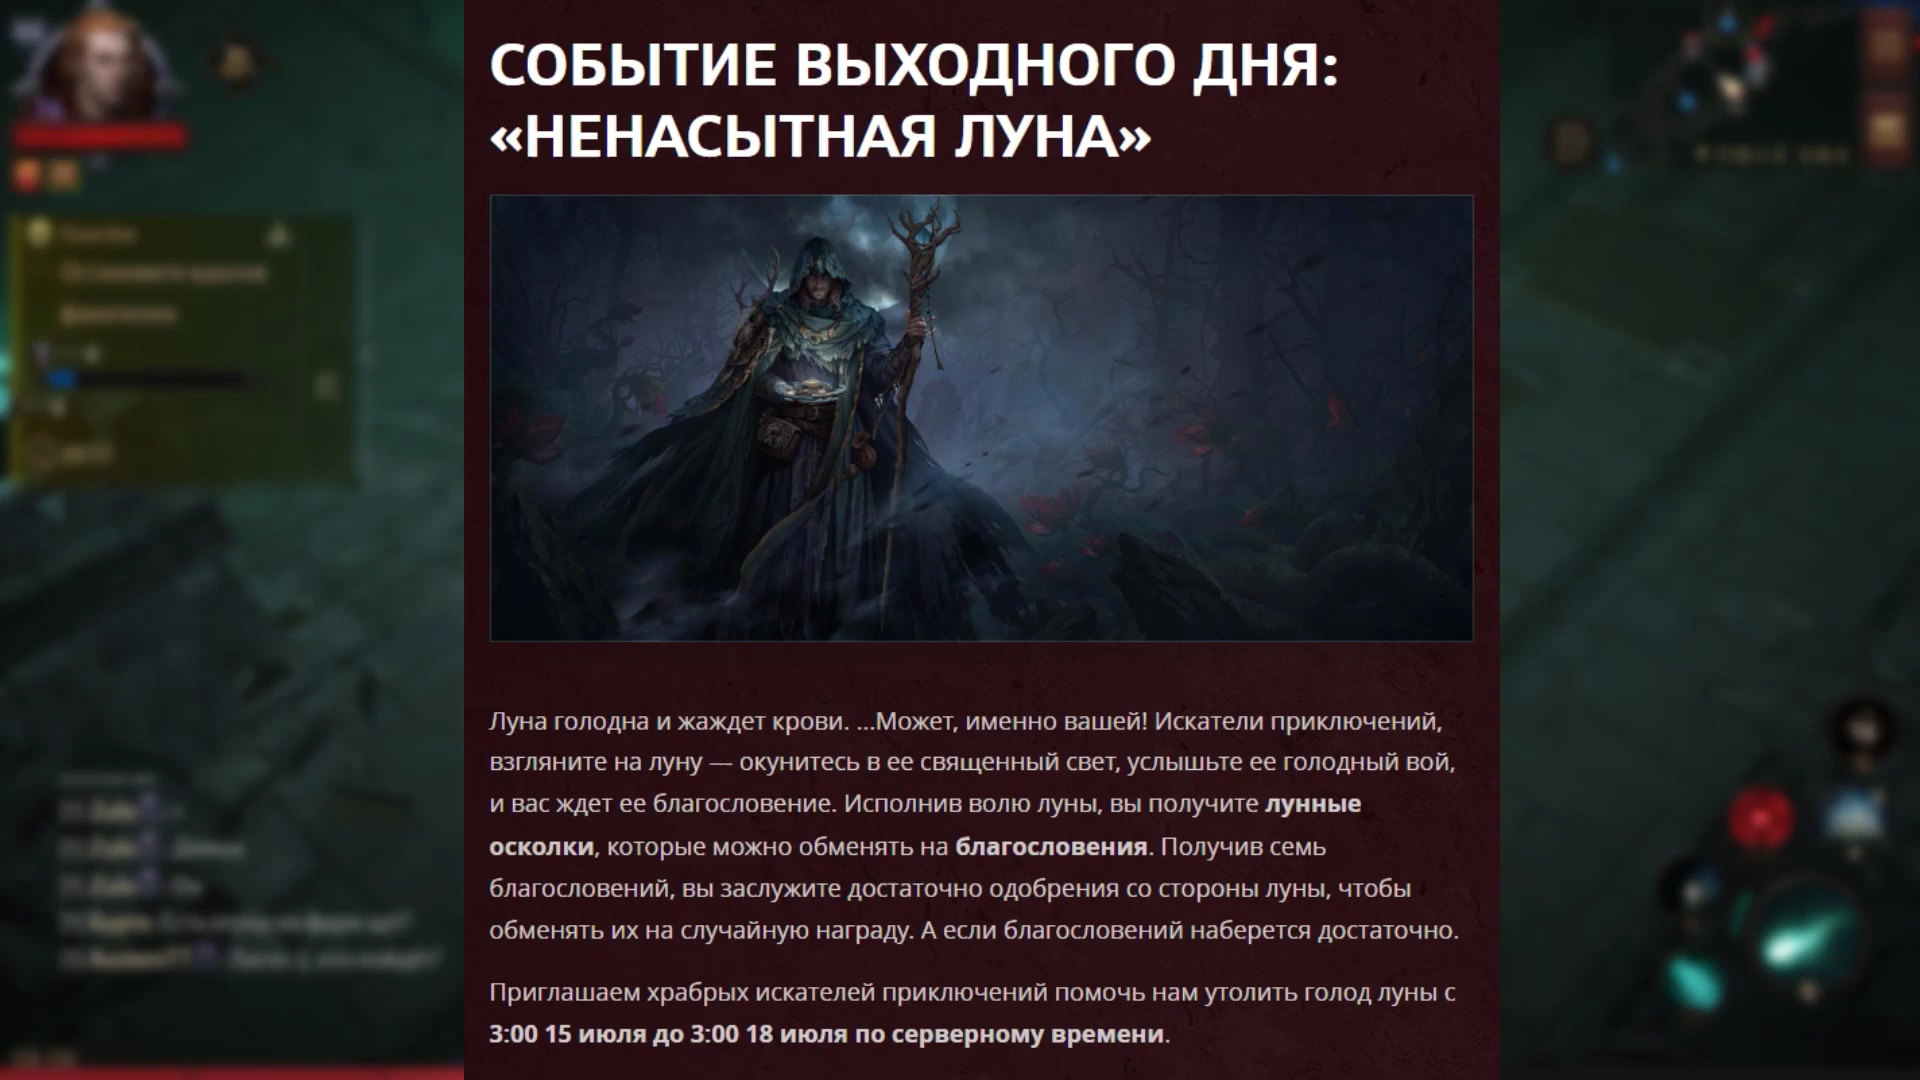 СОБЫТИЕ ВЫХОДНОГО ДНЯ:
«НЕНАСЫТНАЯ ЛУНА»
Луна голодна и жаждет крови. ...Может, именно вашей! Искатели приключений,
взгляните на луну — окунитесь в ее священный свет, услышьте ее голодный вой,
и вас ждет ее благословение. Исполнив волю луны, вы получите лунные
осколки, которые можно обменять на благословения. Получив семь
благословений, вы заслужите достаточно одобрения со стороны луны, чтобы
обменять их на случайную награду. А если благословений наберется достаточно.
Приглашаем храбрых искателей приключений помочь нам утолить голод луны с
3:00 15 июля до 3:00 18 июля по серверному времени.